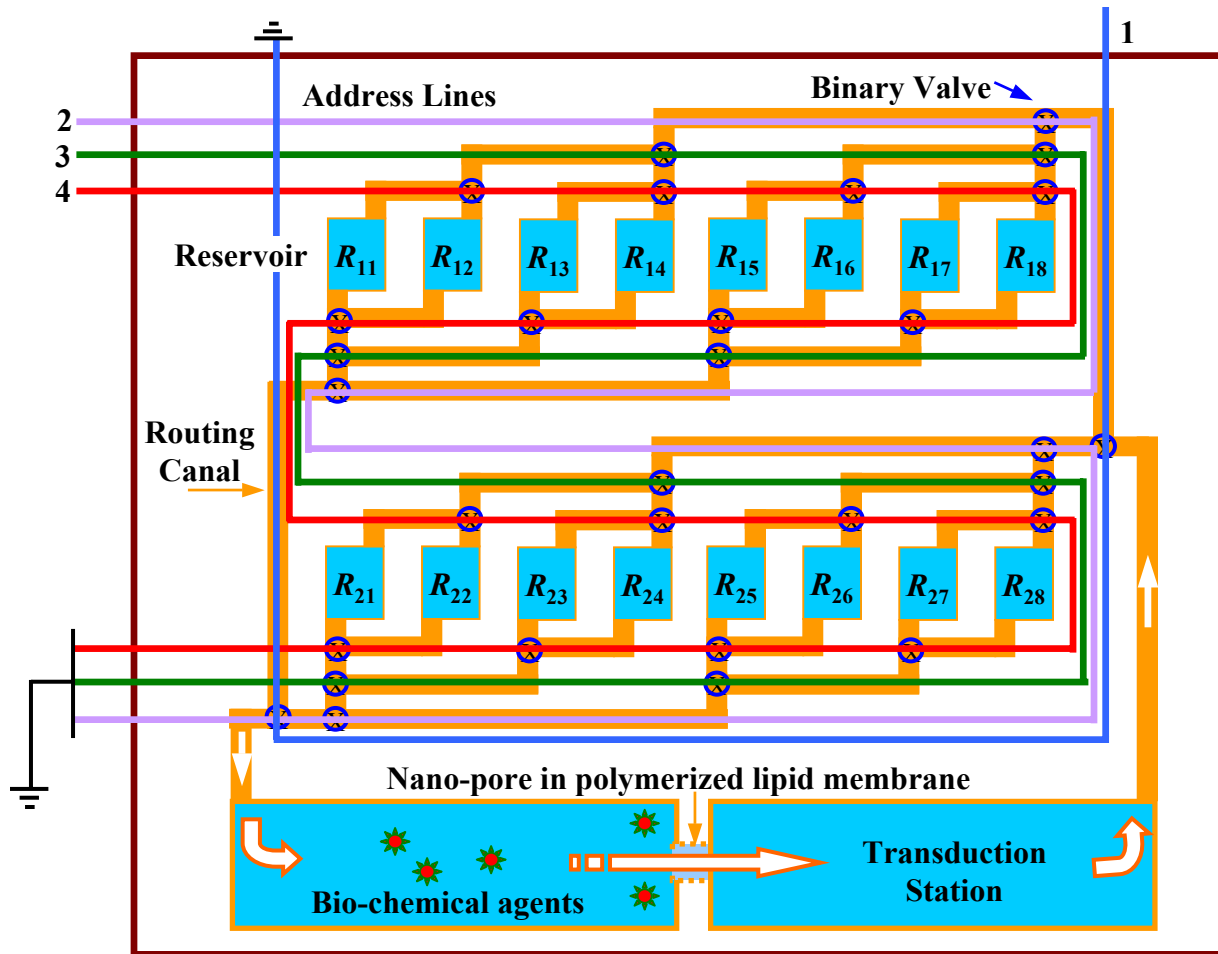 1
Address Lines
Binary Valve
2
3
4
Reservoir
R11 R12 R13 R14 R15 R16 R17 R18
X X X X X X X X X X X X X X
Routing
Canal
R21 R22 R23 R24 R25 R26 R27 R28
X X X X X X X X X X X X X X X X
Nano-pore in polymerized lipid membrane
Transduction
Station
Bio-chemical agents